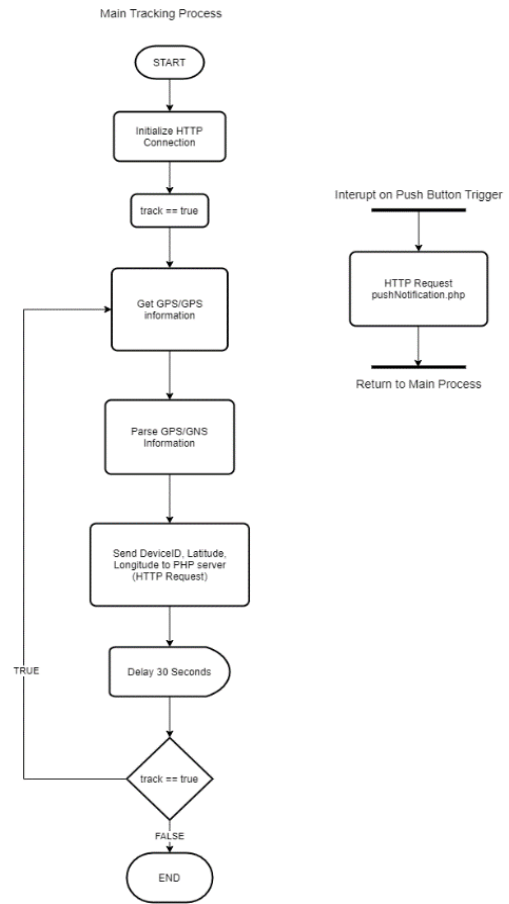 Main Tracking Process
START
Initialize HTTP
Connection
track == true
Get GPS/GPS
information
Parse GPS/GNS
Information
Send DeviceID, Latitude,
Longitude to PHP server
(HTTP Request)
Delay 30 Seconds
TRUE
track == true
FALSE
END
Interupt on Push Button Trigger
HTTP Request
pushNotification.php
Return to Main Process